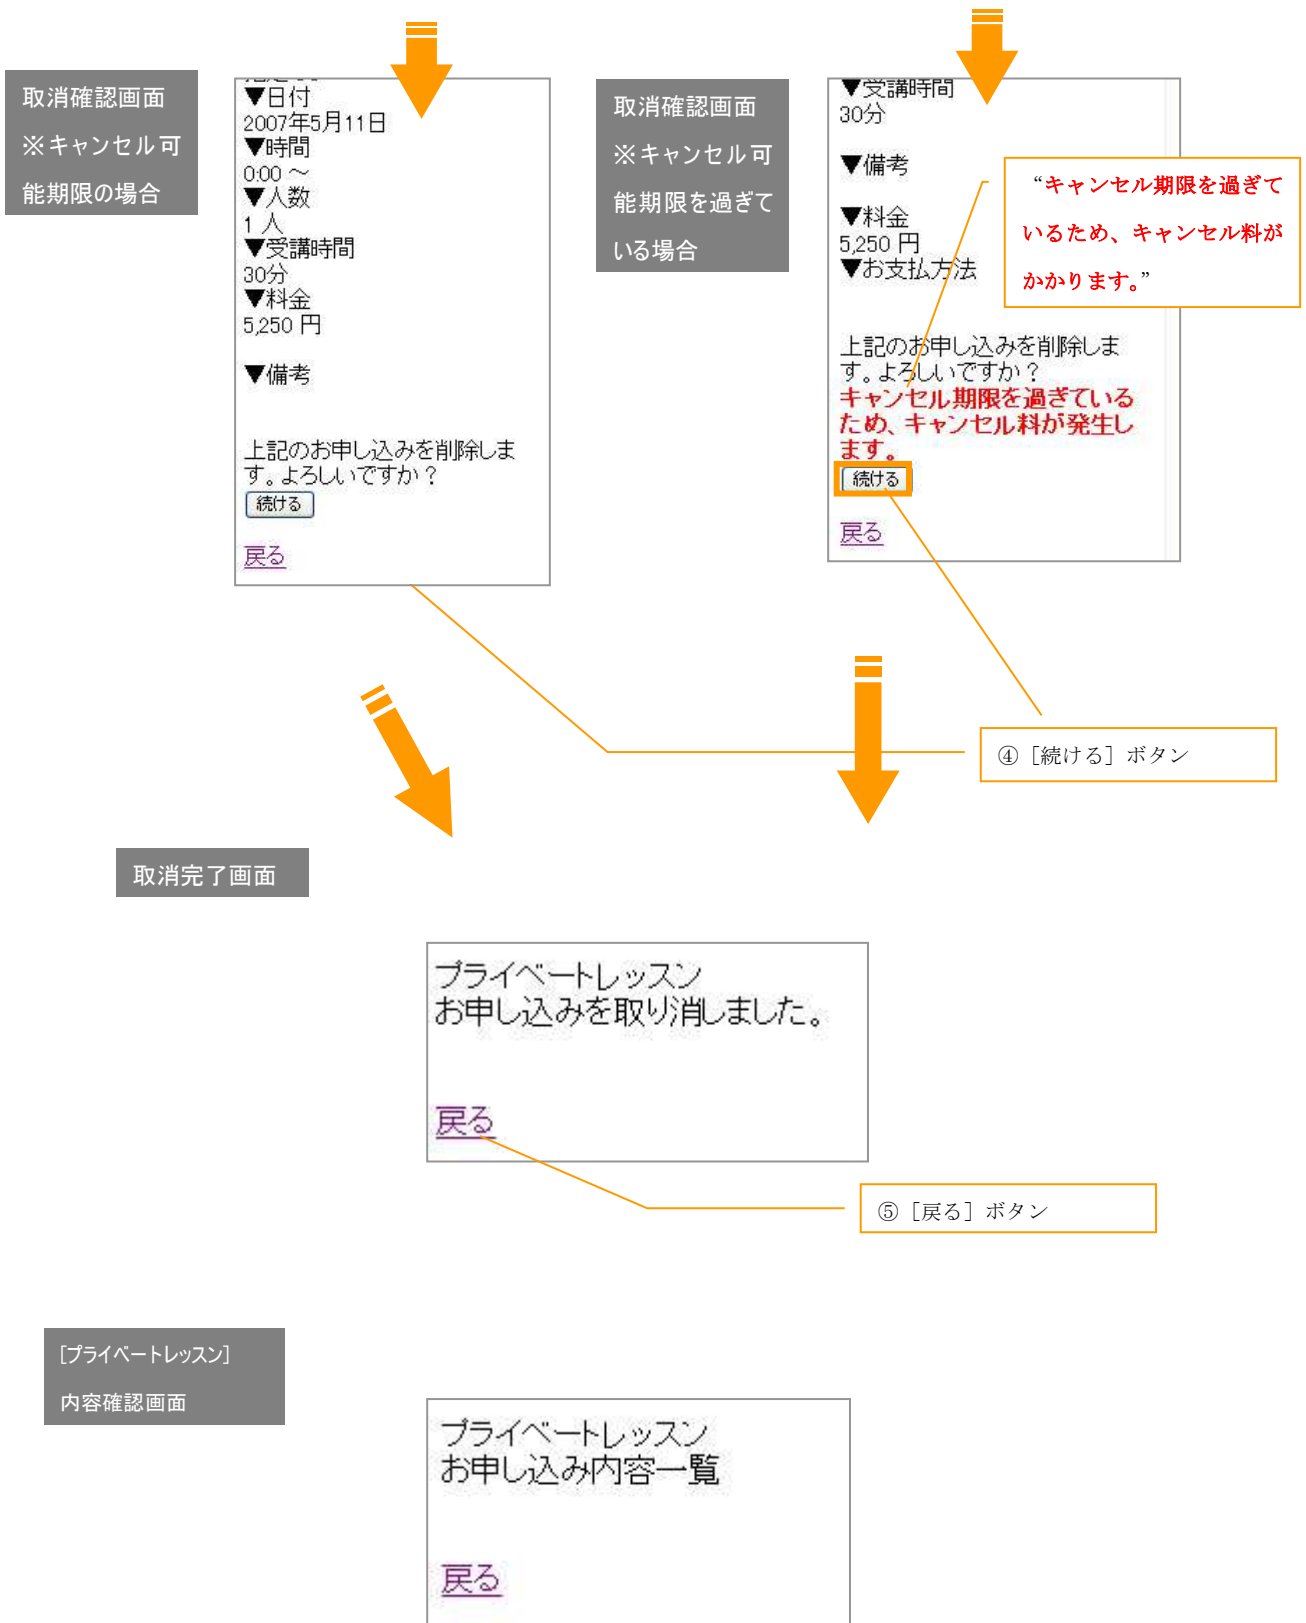 取消確認画面
※キャンセル可
能期限の場合
▼日付
2007年5月11日
▼時間
0:00 ～
▼人数
1 人
▼受講時間
30分
▼料金
5,250 円
▼備考
上記のお申し込みを削除しま
す。よろしいですか？
続ける
戻る
取消確認画面
※キャンセル可
能期限を過ぎて
いる場合
▼受講時間
30分
▼備考
▼料金
5,250 円
▼お支払方法
上記のお申し込みを削除しま
す。よろしいですか？
キャンセル期限を過ぎている
ため、キャンセル料が発生し
ます。
続ける
戻る
“キャンセル期限を過ぎて
いるため、キャンセル料が
かかります。”
④［続ける］ボタン
取消完了画面
プライベートレッスン
お申し込みを取り消しました。
戻る
⑤［戻る］ボタン
[プライベートレッスン]
内容確認画面
プライベートレッスン
お申し込み内容一覧
戻る